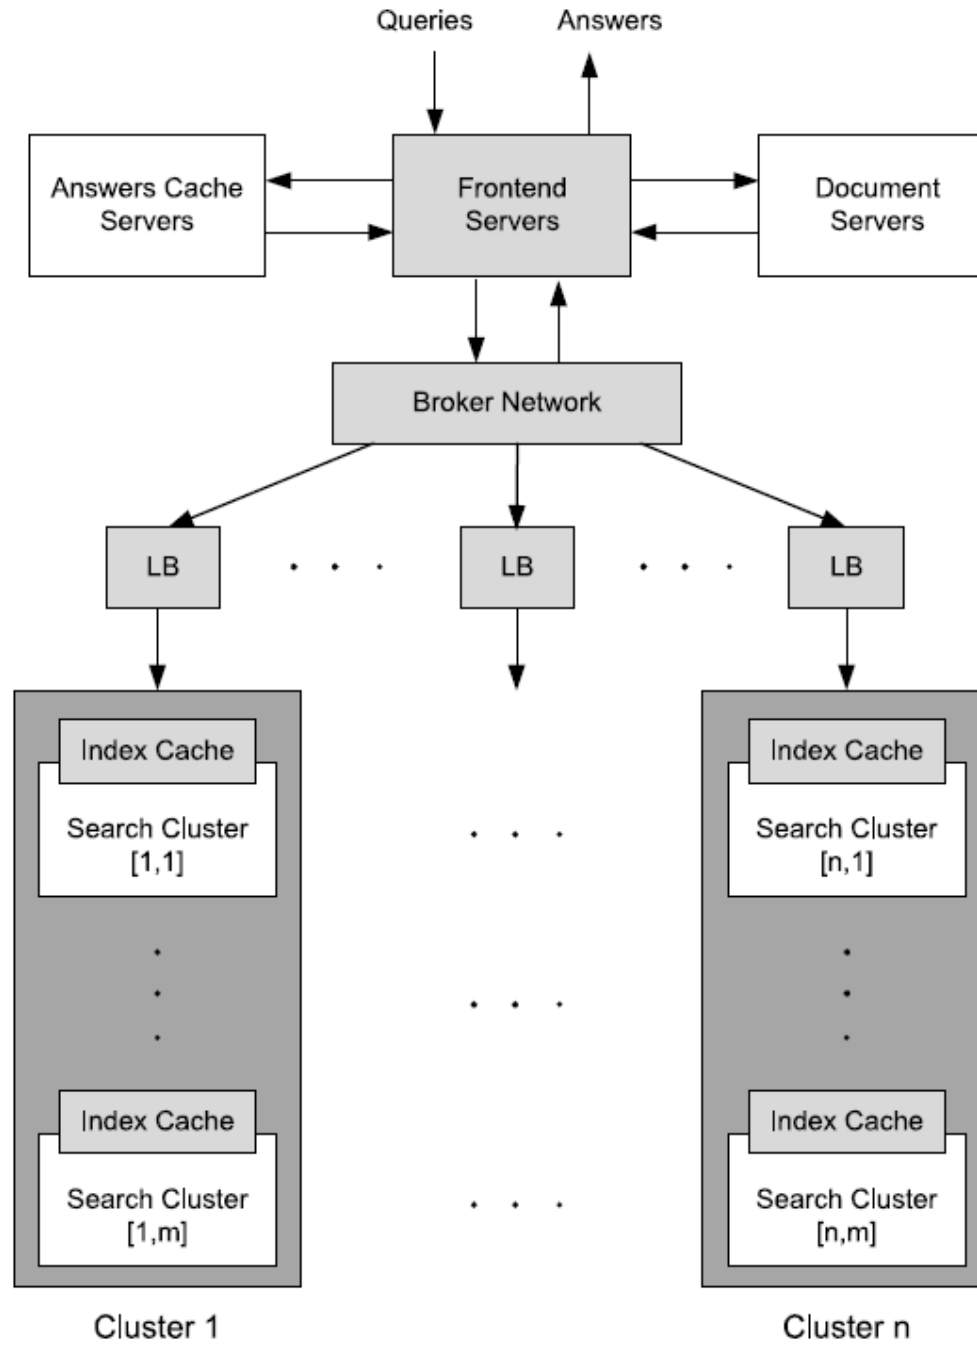 Queries
Answers
Answers Cache
Servers
Frontend
Servers
Document
Servers
Broker Network
LB
LB
LB
Index Cache
Search Cluster
[1,1]
Index Cache
Search Cluster
[n,1]
Index Cache
Search Cluster
[1,m]
Index Cache
Search Cluster
[n,m]
Cluster 1
Cluster n